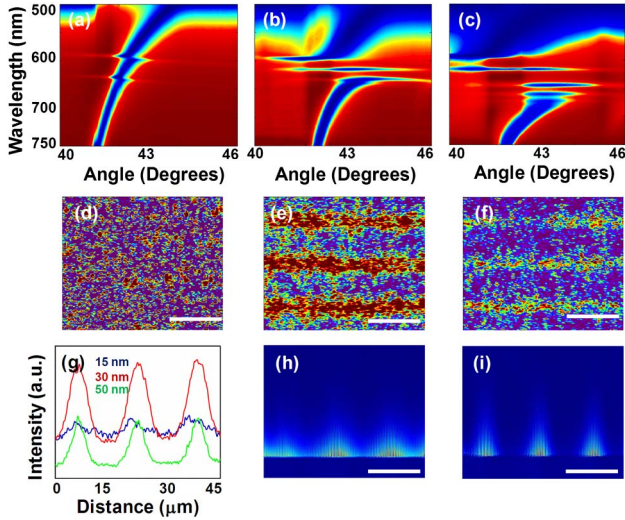 (a) (b) (c)
Wavelength (nm)
500
600
700
750
40 43 46 40 43 46 40 43 46
Angle (Degrees) Angle (Degrees) Angle (Degrees)
(d) (e) (f)
(g) (h) (i)
15 nm
30 nm
50 nm
Intensity (a.u.)
0 15 30 45
Distance (μm)